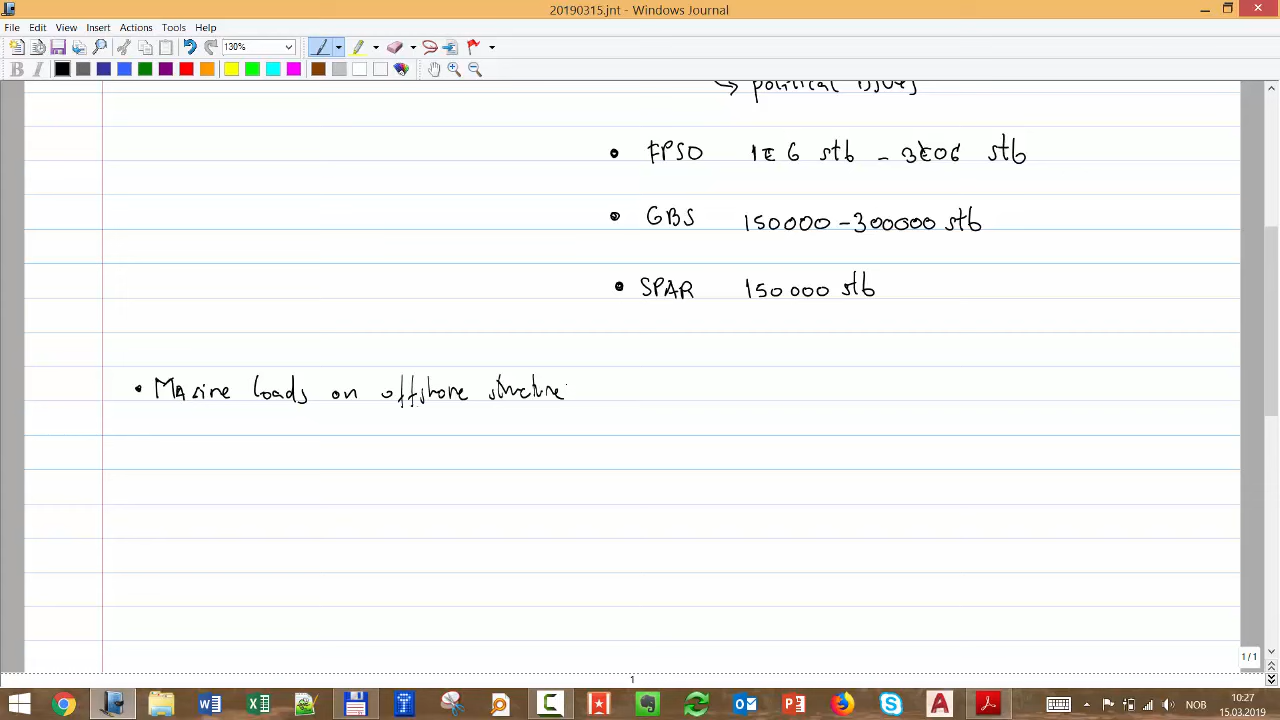 20190315.jnt - Windows Journal
File Edit View Insert Actions Tools Help
130%
B I
↳ political issues
• FPSO 1E6 stb - 3E06 stb
• GBS 150000 - 300000 stb
• SPAR 150000 stb
• Marine loads on offshore structure
1/1
1
NOB
10:27
15.03.2019